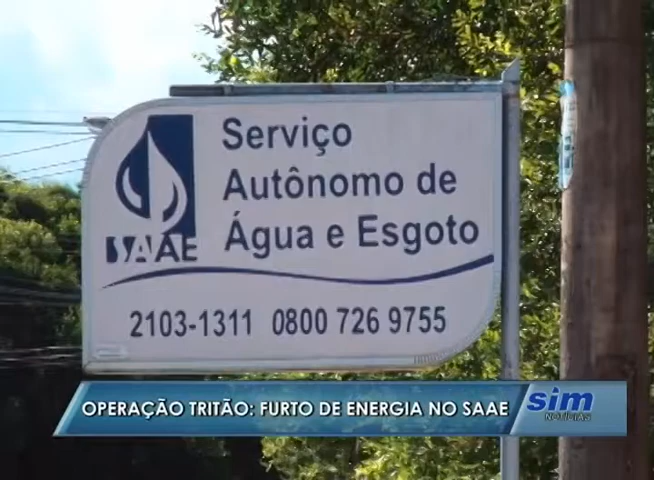 Serviço
Autônomo de
Água e Esgoto
SAAE
2103-1311 0800 726 9755
OPERAÇÃO TRITÃO: FURTO DE ENERGIA NO SAAE
sim
NOTÍCIAS